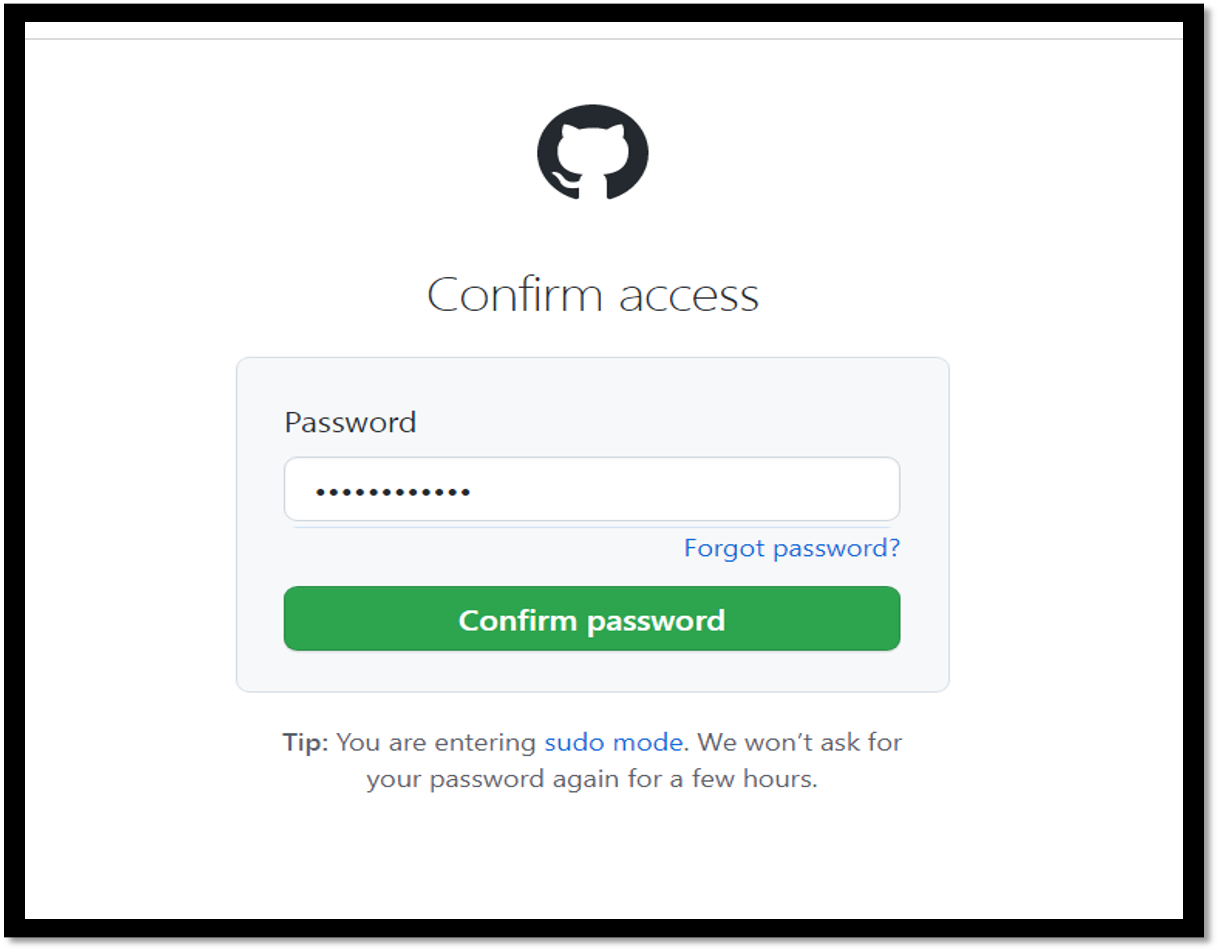 Confirm access
Password
••••••••••••
Forgot password?
Confirm password
Tip: You are entering sudo mode. We won’t ask for
your password again for a few hours.